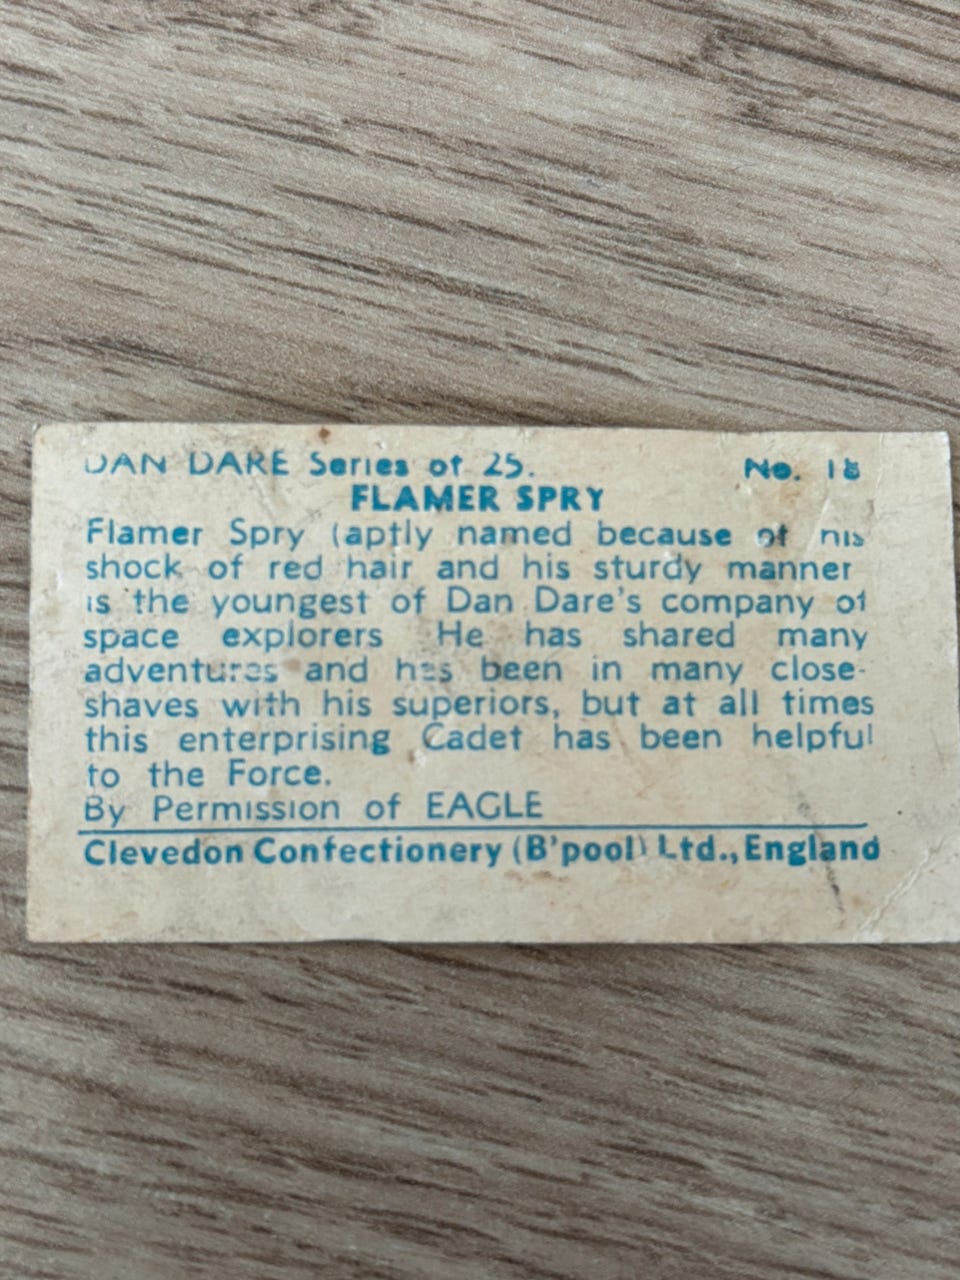 DAN DARE Series of 25. No. 18
FLAMER SPRY
Flamer Spry (aptly named because of his
shock of red hair and his sturdy manner
is the youngest of Dan Dare's company of
space explorers He has shared many
adventures and has been in many close-
shaves with his superiors, but at all times
this enterprising Cadet has been helpful
to the Force.
By Permission of EAGLE
Clevedon Confectionery (B'pool) Ltd., England